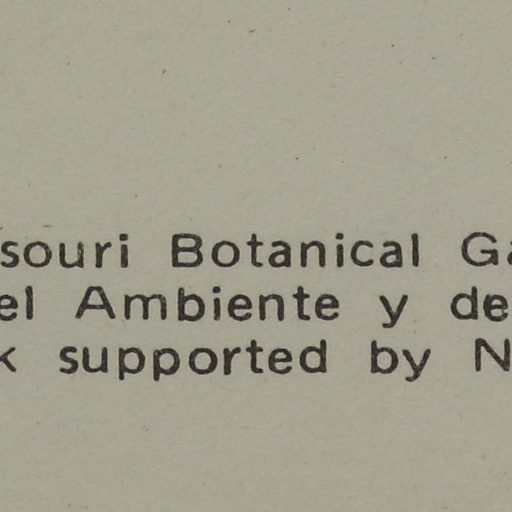 souri Botanical Ga
el Ambiente y de
k supported by N